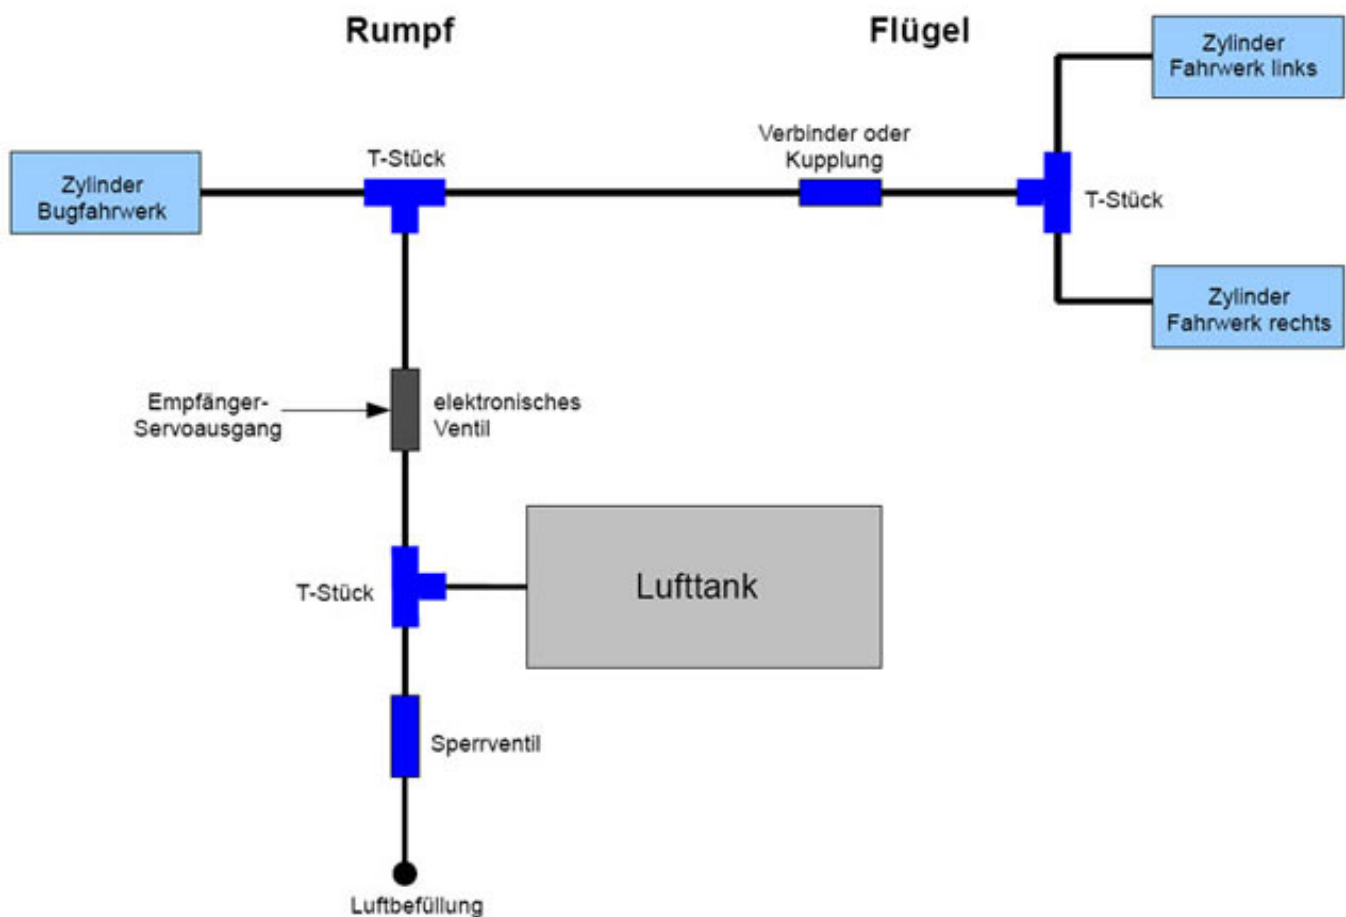 Rumpf
Flügel
Zylinder
Fahrwerk links
Verbinder oder
Kupplung
T-Stück
Zylinder
Bugfahrwerk
T-Stück
Zylinder
Fahrwerk rechts
Empfänger-
Servoausgang
elektronisches
Ventil
Lufttank
T-Stück
Sperrventil
Luftbefüllung